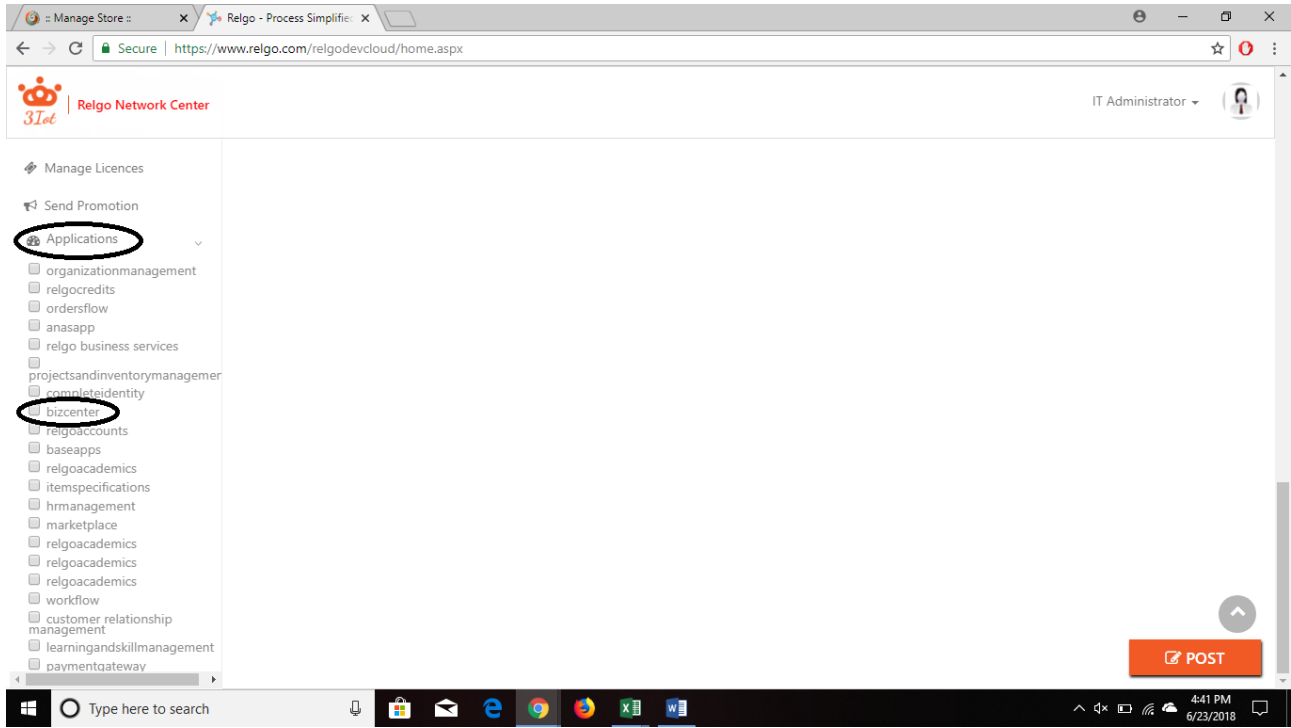 :: Manage Store ::
Relgo - Process Simplified
Secure | https://www.relgo.com/relgodevcloud/home.aspx
3Iot
Relgo Network Center
IT Administrator
Manage Licences
Send Promotion
Applications
organizationmanagement
relgocredits
ordersflow
anasapp
relgo business services
projectsandinventorymanagemen
completeidentity
bizcenter
relgoaccounts
baseapps
relgoacademics
itemspecifications
hrmanagement
marketplace
relgoacademics
relgoacademics
relgoacademics
workflow
customer relationship
management
learningandskillmanagement
paymentgateway
POST
Type here to search
4:41 PM
6/23/2018